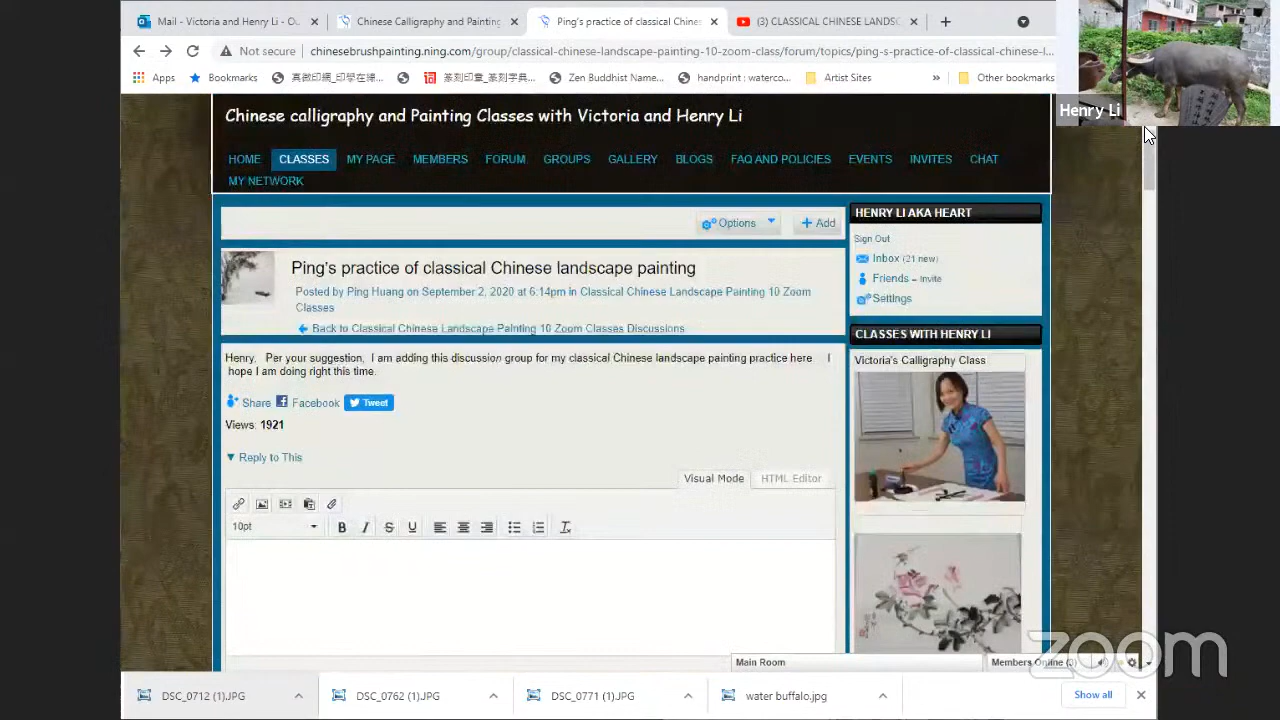 Mail - Victoria and Henry Li - O
Chinese Calligraphy and Painting
Ping's practice of classical Chines
(3) CLASSICAL CHINESE LANDSC
Not secure
chinesebrushpainting.ning.com/group/classical-chinese-landscape-painting-10-zoom-class/forum/topics/ping-s-practice-of-classical-chinese-l...
Apps
Bookmarks
Zen Buddhist Name...
handprint : waterco...
Artist Sites
»
Other bookmarks
Henry Li
Chinese calligraphy and Painting Classes with Victoria and Henry Li
HOME CLASSES MY PAGE MEMBERS FORUM GROUPS GALLERY BLOGS FAQ AND POLICIES EVENTS INVITES CHAT
MY NETWORK
Options
+ Add
Ping's practice of classical Chinese landscape painting
Posted by Ping Huang on September 2, 2020 at 6:14pm in Classical Chinese Landscape Painting 10 Zoom
Classes
Back to Classical Chinese Landscape Painting 10 Zoom Classes Discussions
Henry. Per your suggestion, I am adding this discussion group for my classical Chinese landscape painting practice here I
hope I am doing right this time.
Share Facebook Tweet
Views: 1921
Reply to This
Visual Mode HTML Editor
10pt
B I S U
HENRY LI AKA HEART
Sign Out
Inbox (21 new)
Friends – Invite
Settings
CLASSES WITH HENRY LI
Victoria's Calligraphy Class
zoom
Main Room
Members Online (3)
DSC_0712 (1).JPG
DSC_0762 (1).JPG
DSC_0771 (1).JPG
water buffalo.jpg
Show all